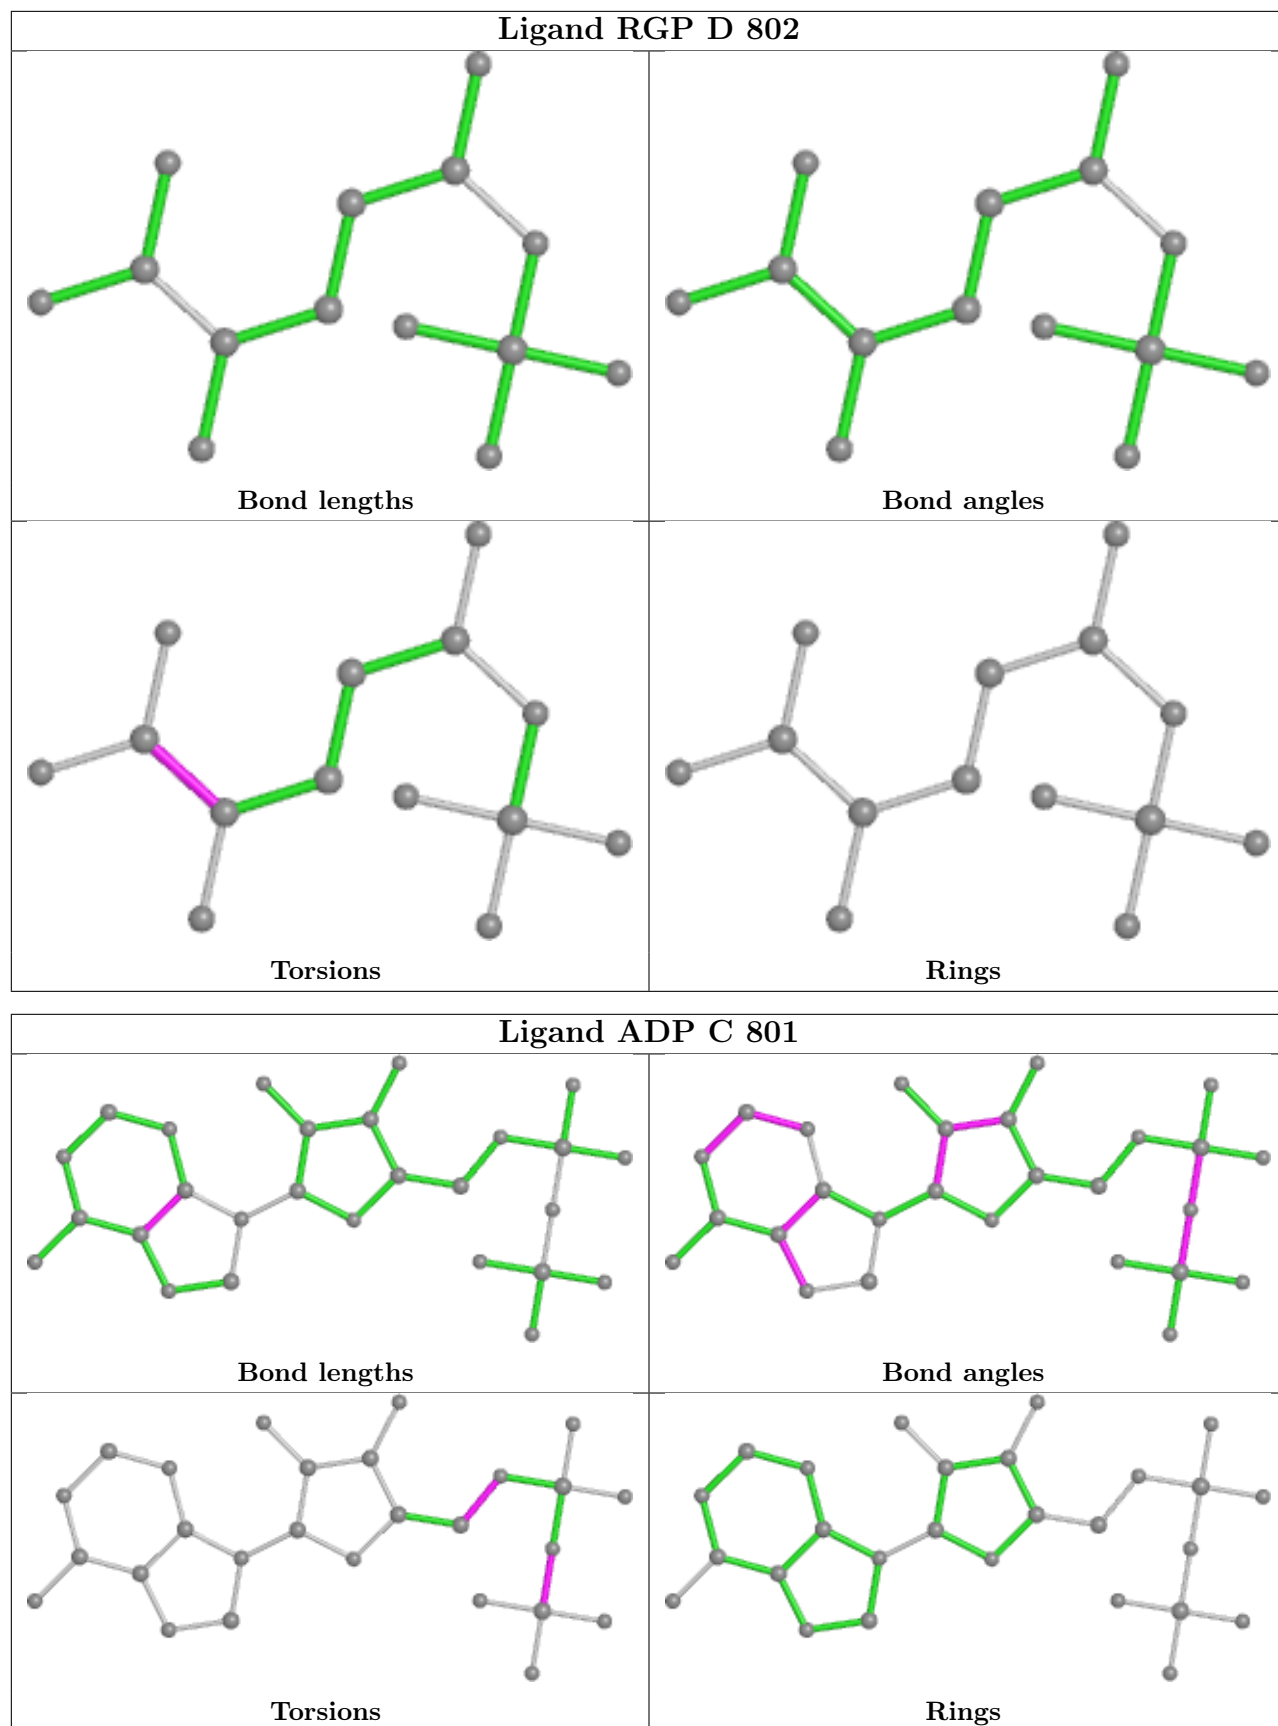 Ligand RGP D 802
Bond lengths
Bond angles
Torsions
Rings
Ligand ADP C 801
Bond lengths
Bond angles
Torsions
Rings